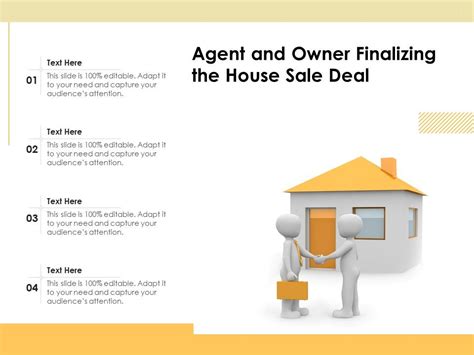 Agent and Owner Finalizing
the House Sale Deal
01
Text Here
This slide is 100% editable. Adapt it
to your need and capture your
audience's attention.
02
Text Here
This slide is 100% editable. Adapt it
to your need and capture your
audience's attention.
03
Text Here
This slide is 100% editable. Adapt it
to your need and capture your
audience's attention.
04
Text Here
This slide is 100% editable. Adapt it
to your need and capture your
audience's attention.